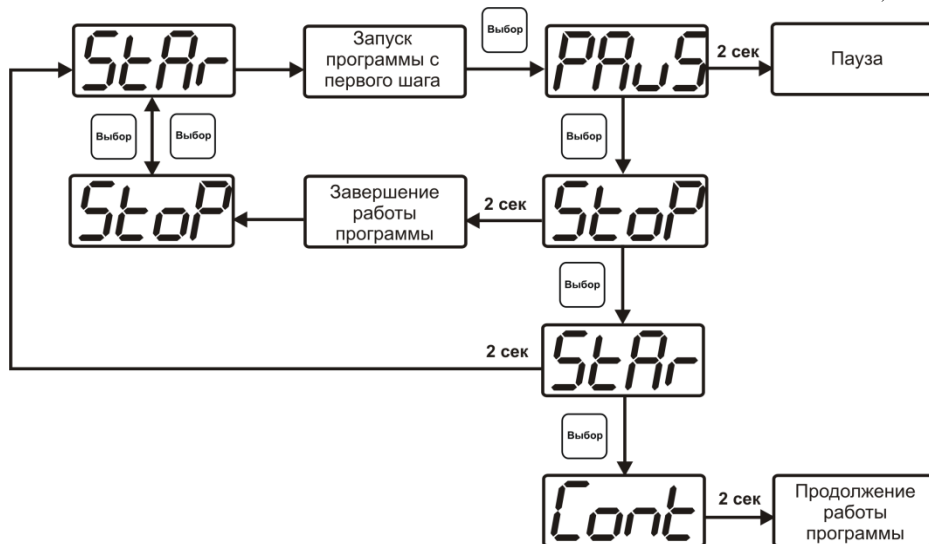 StAr
Запуск
программы с
первого шага
Выбор
PAuS
2 сек
Пауза
Выбор
Выбор
Выбор
StoP
Завершение
работы
программы
2 сек
StoP
Выбор
2 сек
StAr
Выбор
Cont
2 сек
Продолжение
работы
программы